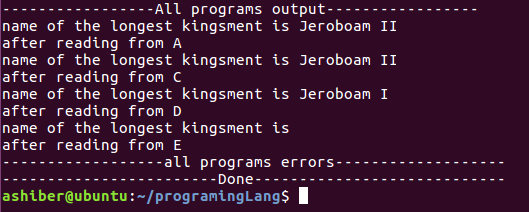 -----------------All programs output-----------------
name of the longest kingsment is Jeroboam II
after reading from A
name of the longest kingsment is Jeroboam II
after reading from C
name of the longest kingsment is Jeroboam I
after reading from D
name of the longest kingsment is
after reading from E
------------------all programs errors-------------------
------------------------Done----------------------------
ashiber@ubuntu:~/programingLang$